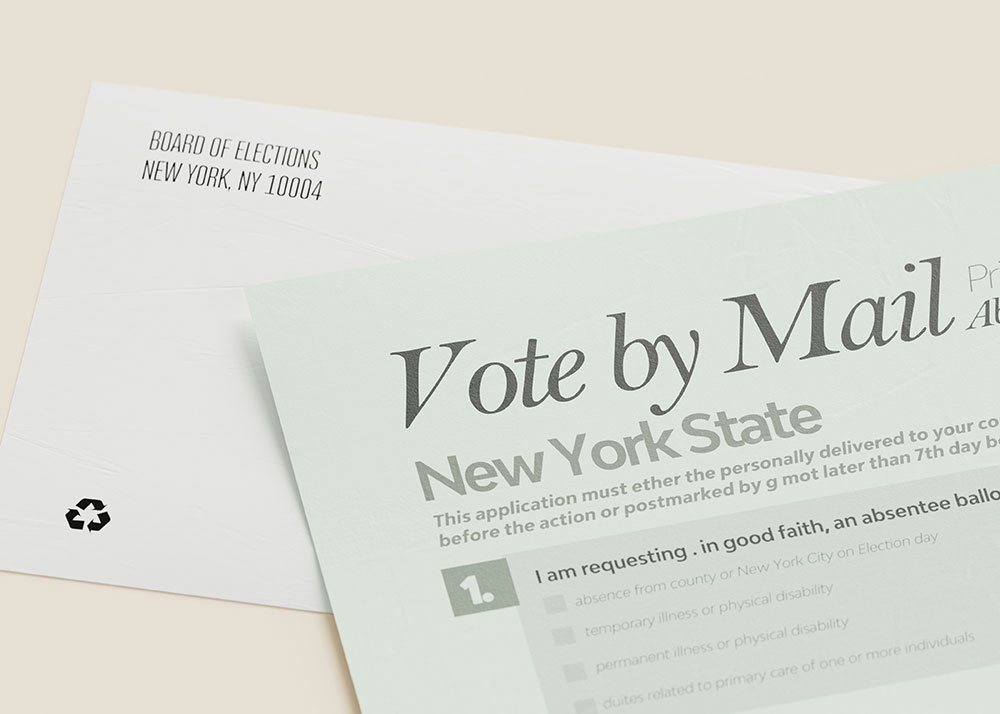 BOARD OF ELECTIONS
NEW YORK, NY 10004
Vote by Mail
New York State
This application must ether the personally delivered to your
before the action or postmarked by g mot later than 7th day
1.
I am requesting . in good faith, an absentee
absence from county or New York City on Election day
temporary illness or physical disability
permanent illness or physical disability
duites related to primary care of one or more individuals